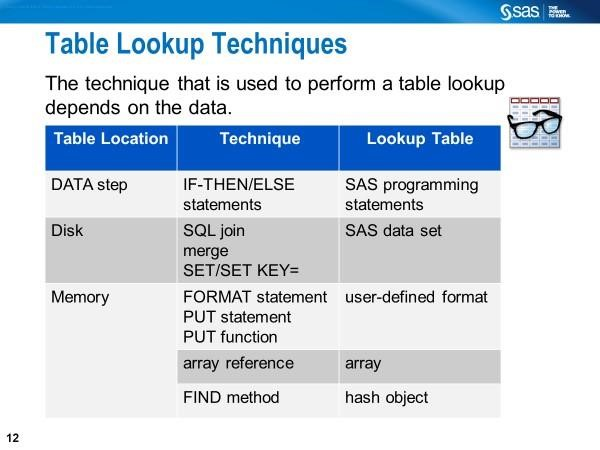 sas THE POWER TO KNOW.
Table Lookup Techniques
The technique that is used to perform a table lookup
depends on the data.
Table Location Technique Lookup Table
DATA step IF-THEN/ELSE SAS programming
statements statements
Disk SQL join SAS data set
merge
SET/SET KEY=
Memory FORMAT statement user-defined format
PUT statement
PUT function
array reference array
FIND method hash object
12